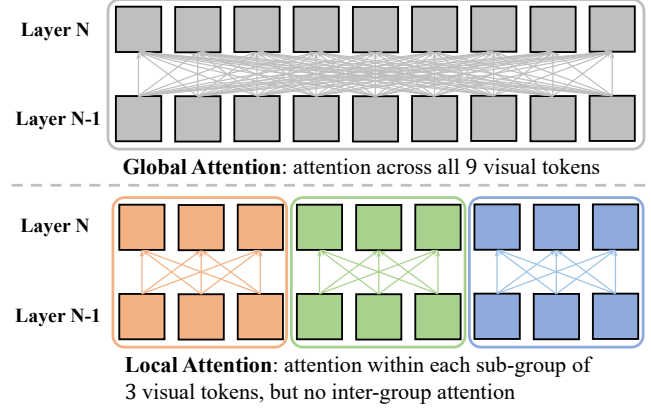 Layer N
Layer N-1
Global Attention: attention across all 9 visual tokens
Layer N
Layer N-1
Local Attention: attention within each sub-group of
3 visual tokens, but no inter-group attention